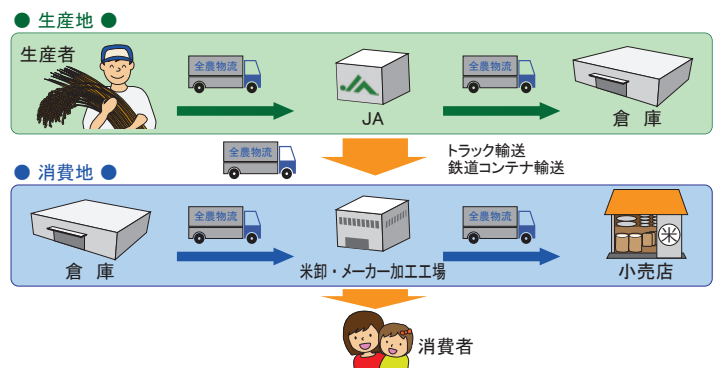 ● 生産地 ●
生産者
全農物流
全農物流
JA
倉 庫
全農物流
トラック輸送
鉄道コンテナ輸送
● 消費地 ●
全農物流
全農物流
米
倉 庫
米卸・メーカー加工工場
小売店
消費者